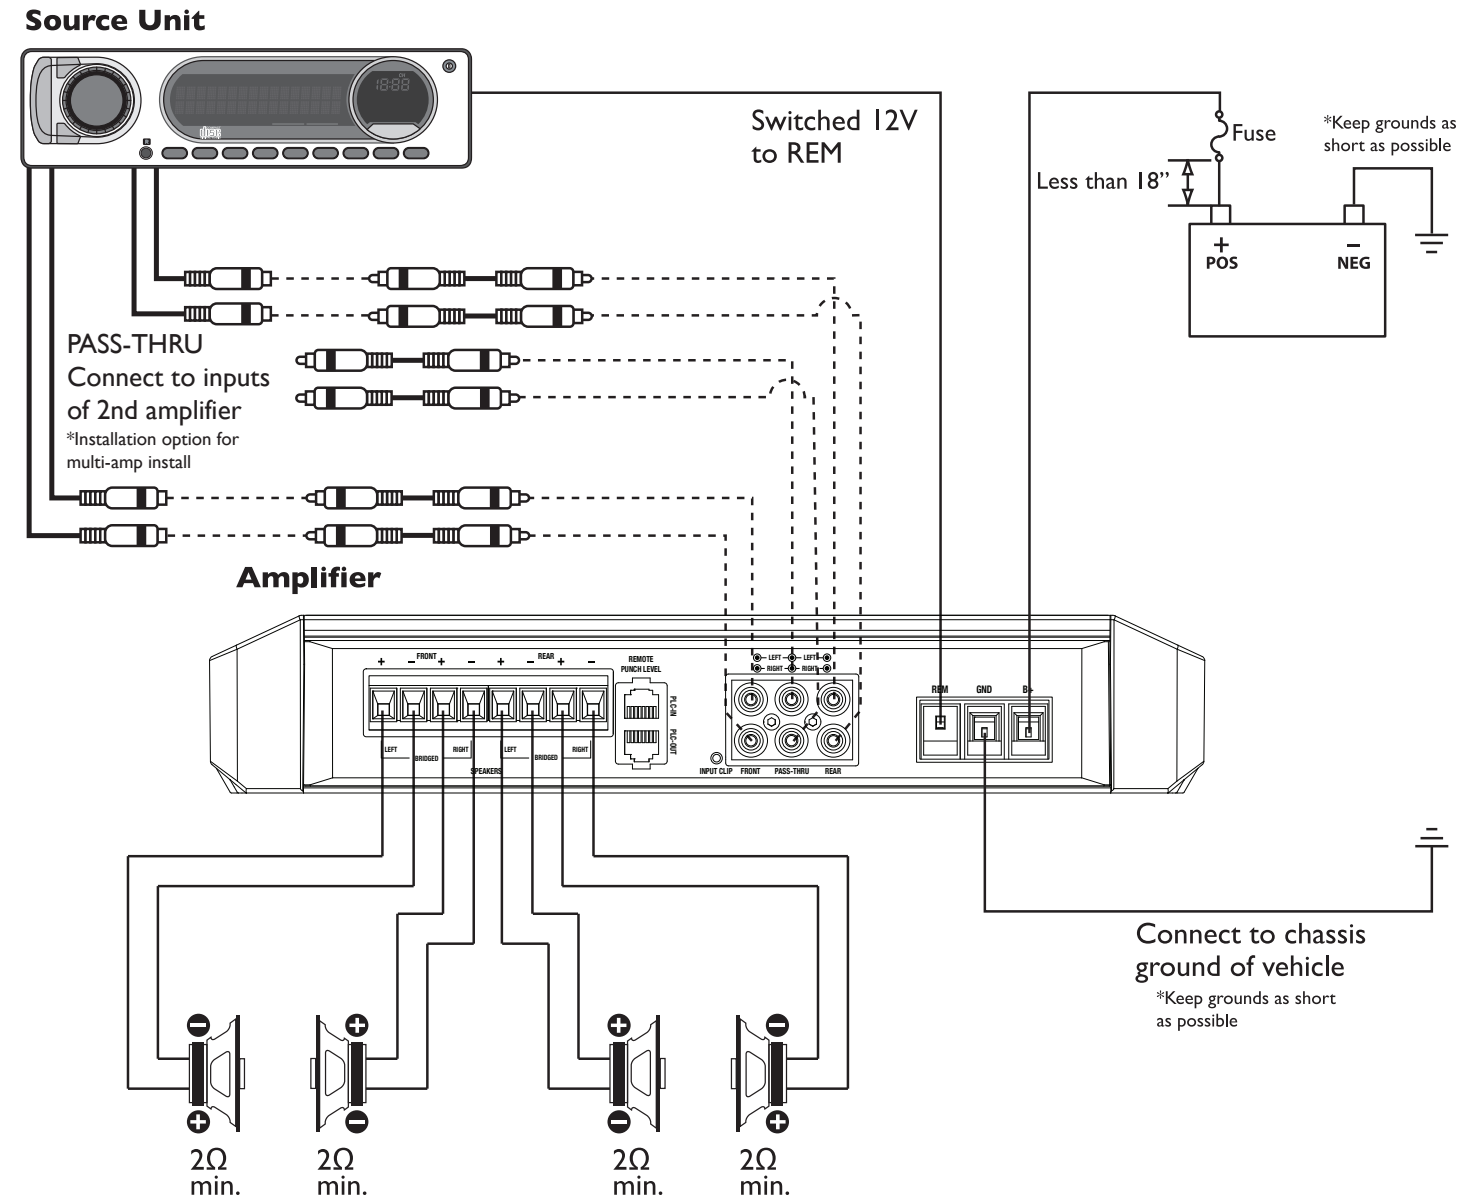 Source Unit
18:88
disc
Switched 12V
to REM
Fuse
*Keep grounds as
short as possible
Less than 18”
+
POS
–
NEG
PASS-THRU
Connect to inputs
of 2nd amplifier
*Installation option for
multi-amp install
Amplifier
+ – FRONT + – + – REAR + –
REMOTE
PUNCH LEVEL
LEFT LEFT
RIGHT RIGHT
REM GND B+
PLC-IN
PLC-OUT
LEFT BRIDGED RIGHT LEFT BRIDGED RIGHT
SPEAKERS
INPUT CLIP FRONT PASS-THRU REAR
Connect to chassis
ground of vehicle
*Keep grounds as short
as possible
– + + –
+ – – +
2Ω 2Ω 2Ω 2Ω
min. min. min. min.